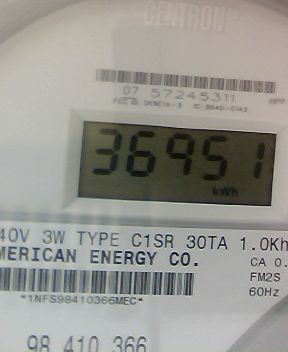 CENTRON®
07 57245311
36951
kWh
40V 3W TYPE C1SR 30TA 1.0Kh
MERICAN ENERGY CO.
CA 0.
FM2S
60Hz
*1NFS98410366MEC*
98 410 366